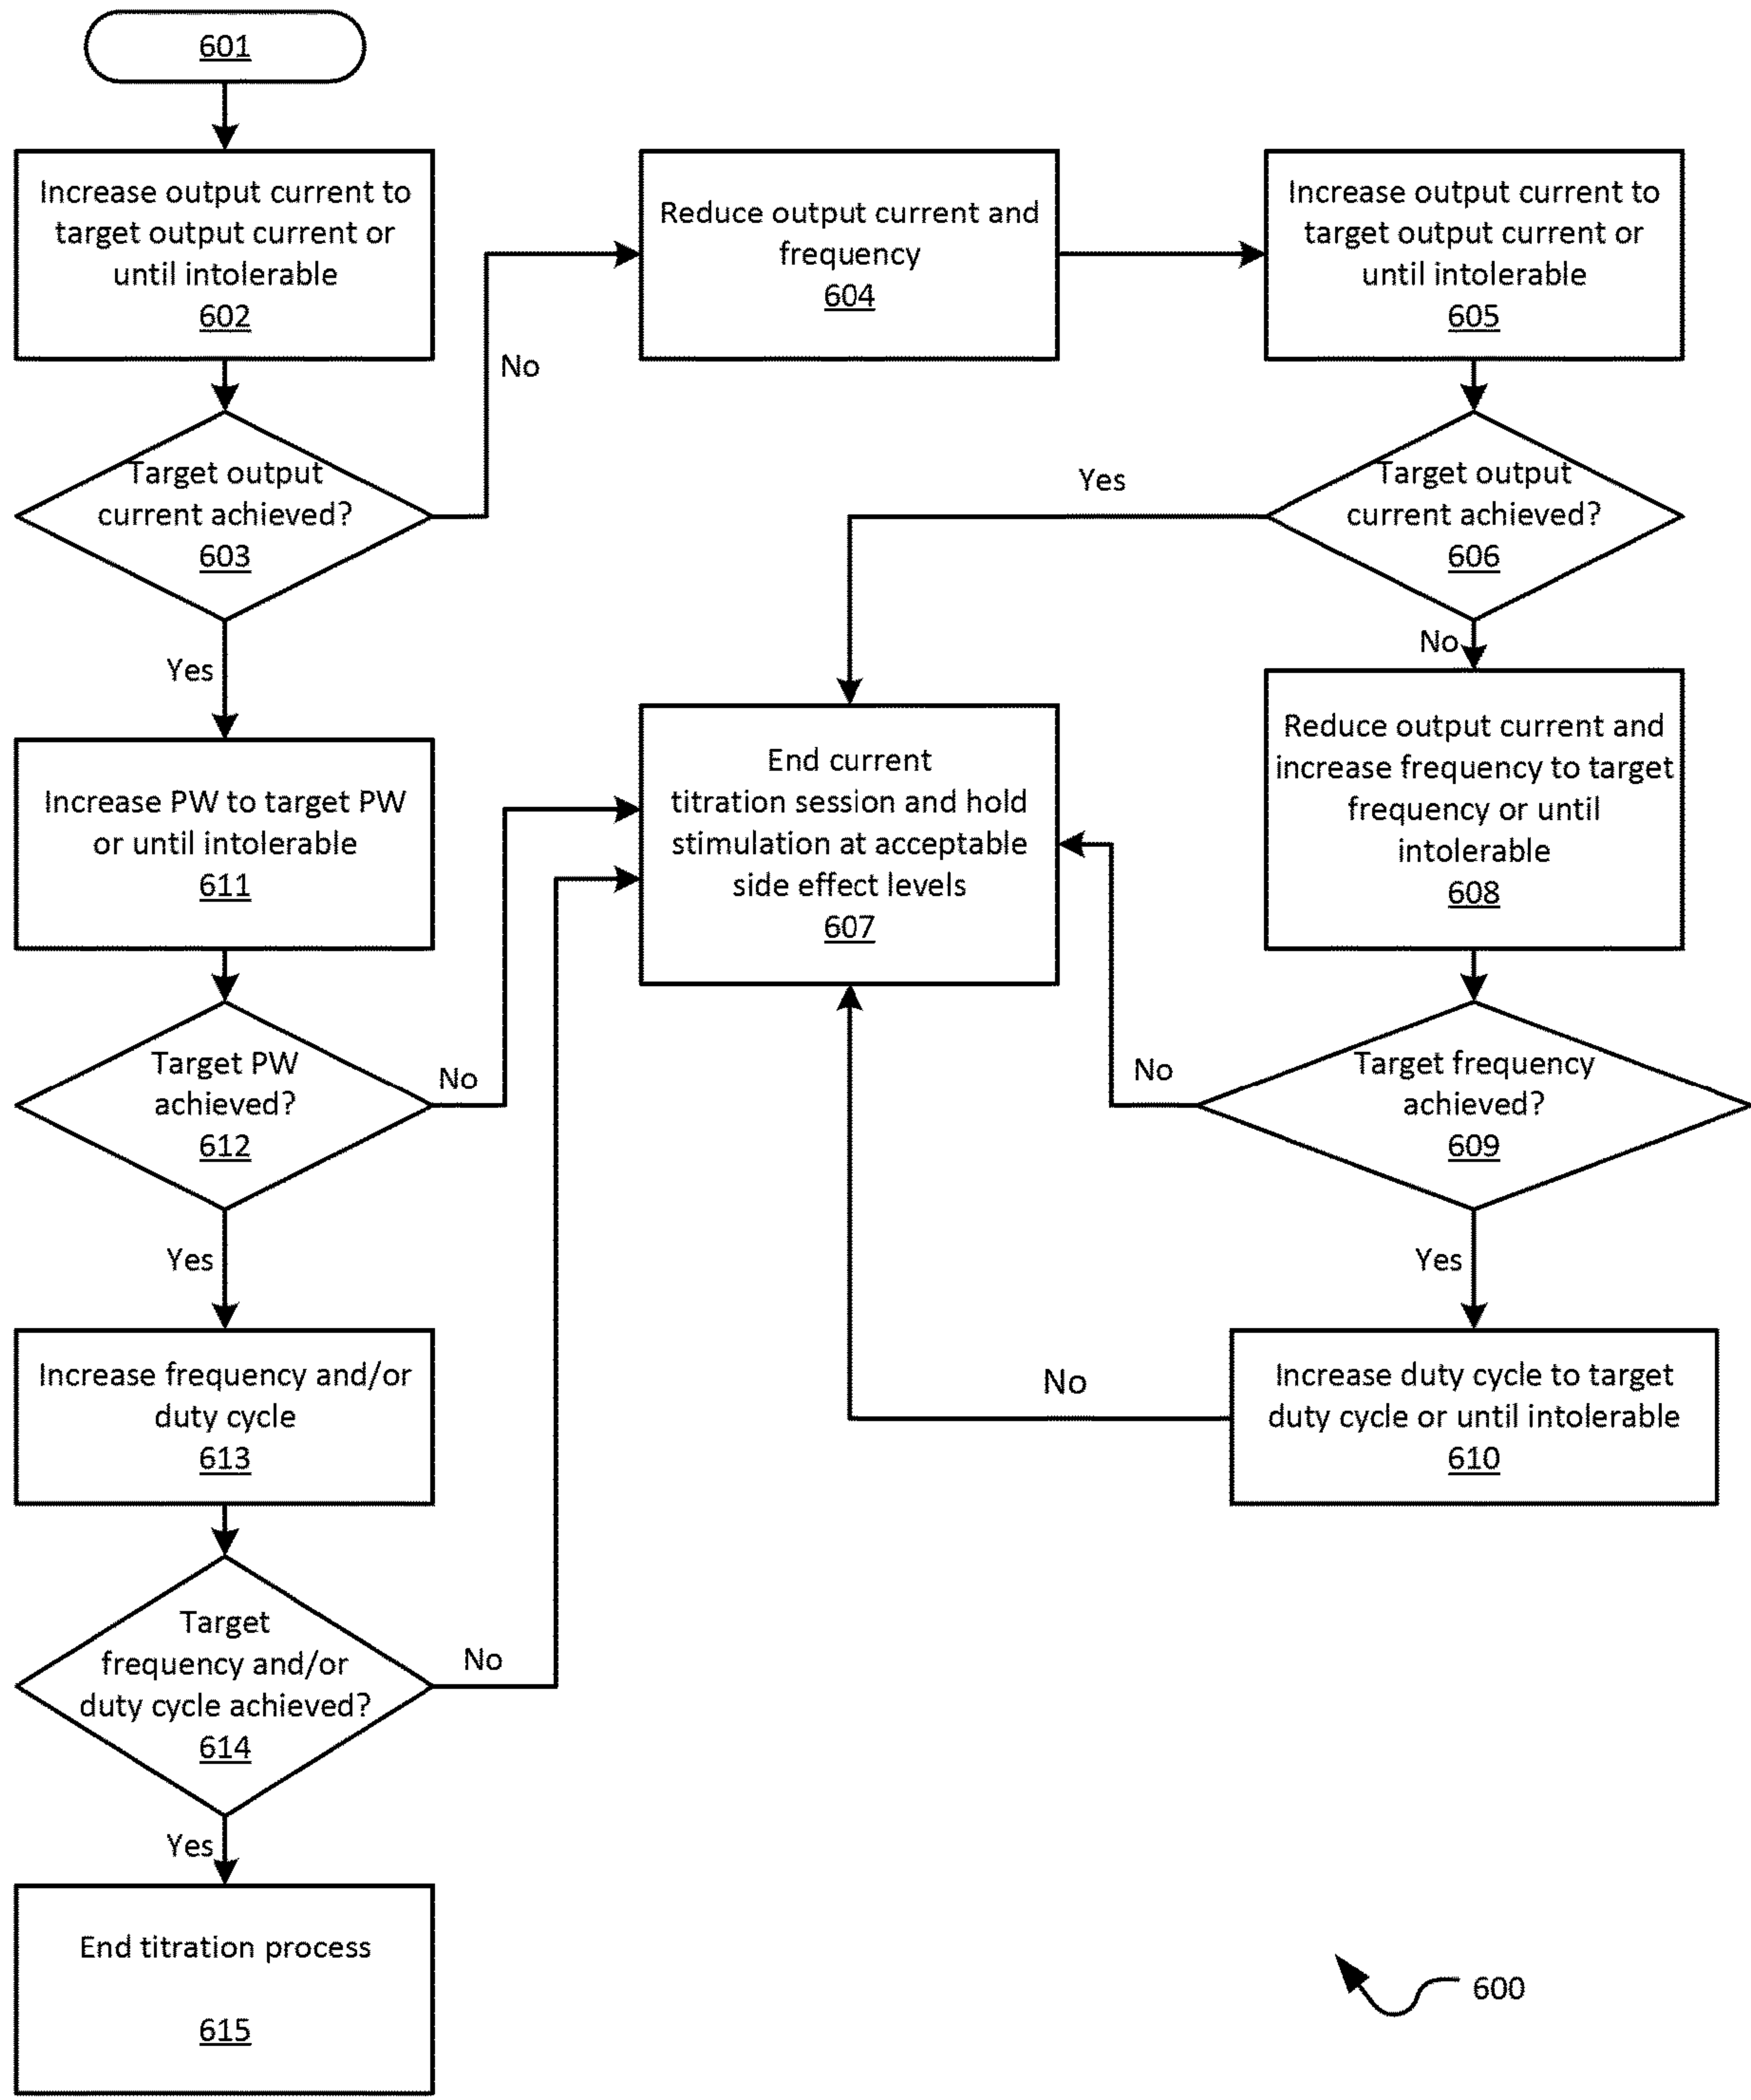 601
Increase output current to
target output current or
until intolerable
602
Reduce output current and
frequency
604
Increase output current to
target output current or
until intolerable
605
No
Target output
current achieved?
603
Yes
Target output
current achieved?
606
Yes
No
Increase PW to target PW
or until intolerable
611
End current
titration session and hold
stimulation at acceptable
side effect levels
607
Reduce output current and
increase frequency to target
frequency or until
intolerable
608
Target PW
achieved?
612
No
No
Target frequency
achieved?
609
Yes
Yes
Increase frequency and/or
duty cycle
613
No
Increase duty cycle to target
duty cycle or until intolerable
610
Target
frequency and/or
duty cycle achieved?
614
No
Yes
End titration process
615
600